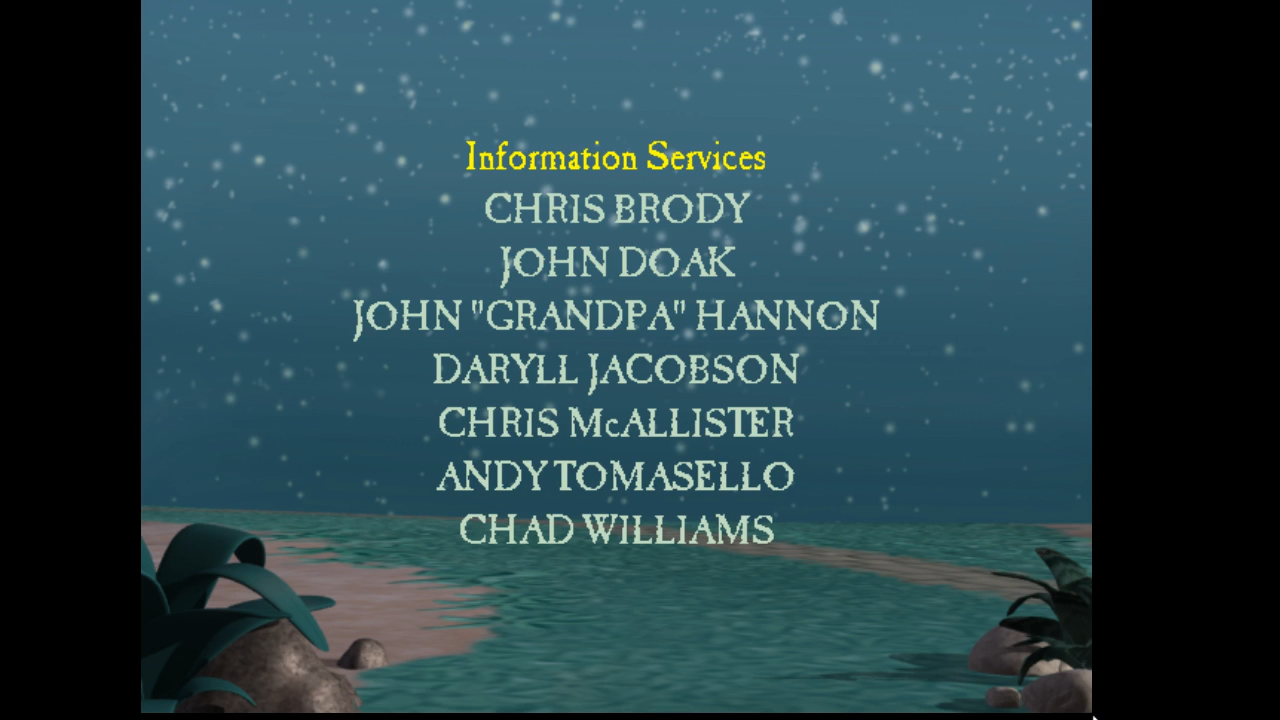 Information Services
CHRIS BRODY
JOHN DOAK
JOHN "GRANDPA" HANNON
DARYLL JACOBSON
CHRIS McALLISTER
ANDY TOMASELLO
CHAD WILLIAMS